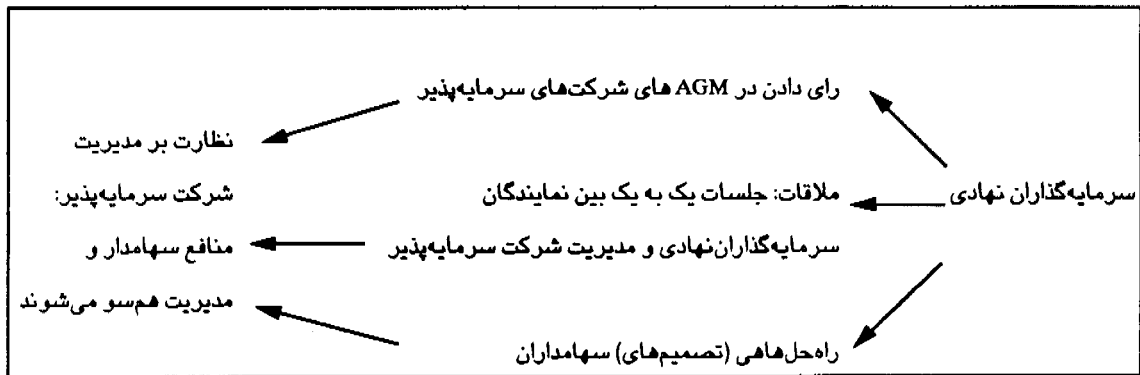 رای دادن در AGM های شرکت‌های سرمایه‌پذیر
نظارت بر مدیریت
سرمایه‌گذاران نهادی
ملاقات: جلسات یک به یک بین نمایندگان
شرکت سرمایه‌پذیر:
سرمایه‌گذاران‌نهادی و مدیریت شرکت سرمایه‌پذیر
منافع سهامدار و
مدیریت هم‌سو می‌شوند
راه‌حل‌هاهی (تصمیم‌های) سهامداران